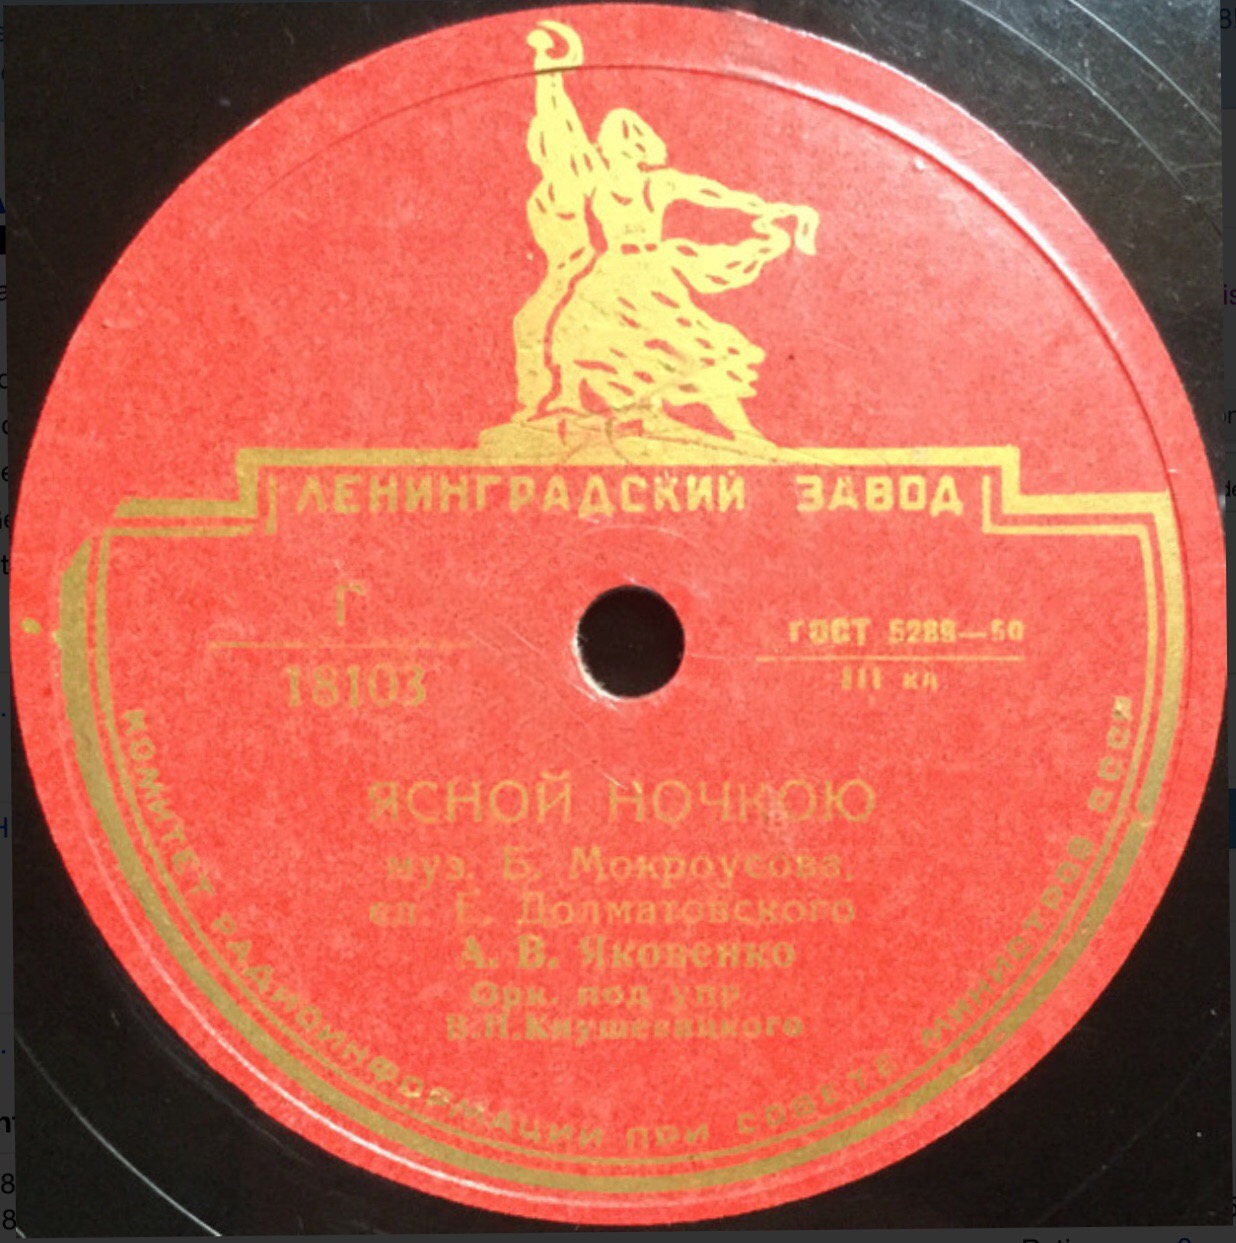 ЛЕНИНГРАДСКИЙ ЗАВОД
Г
18103
ГОСТ 5289—50
III кл
ЯСНОЙ НОЧКОЮ
муз. Б. Мокроусова,
сл. Е. Долматовского
А. В. Яковенко
Орк. под упр.
В.Н.Кнушевацкого
КОМИТЕТ РАДИОИНФОРМАЦИИ ПРИ СОВЕТЕ МИНИСТРОВ СССР